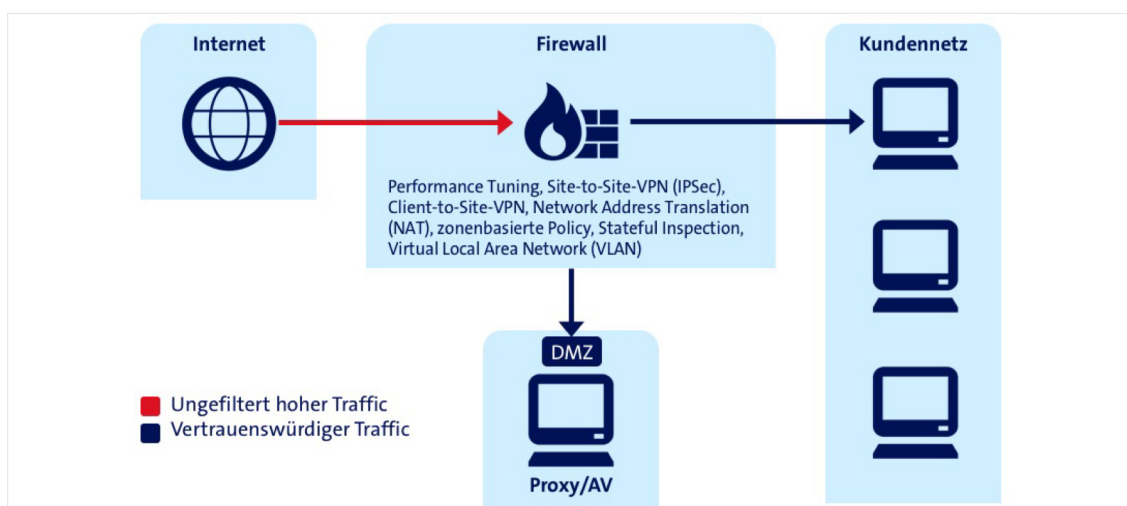 Internet
Firewall
Kundennetz
Performance Tuning, Site-to-Site-VPN (IPSec),
Client-to-Site-VPN, Network Address Translation
(NAT), zonenbasierte Policy, Stateful Inspection,
Virtual Local Area Network (VLAN)
DMZ
Proxy/AV
Ungefiltert hoher Traffic
Vertrauenswürdiger Traffic